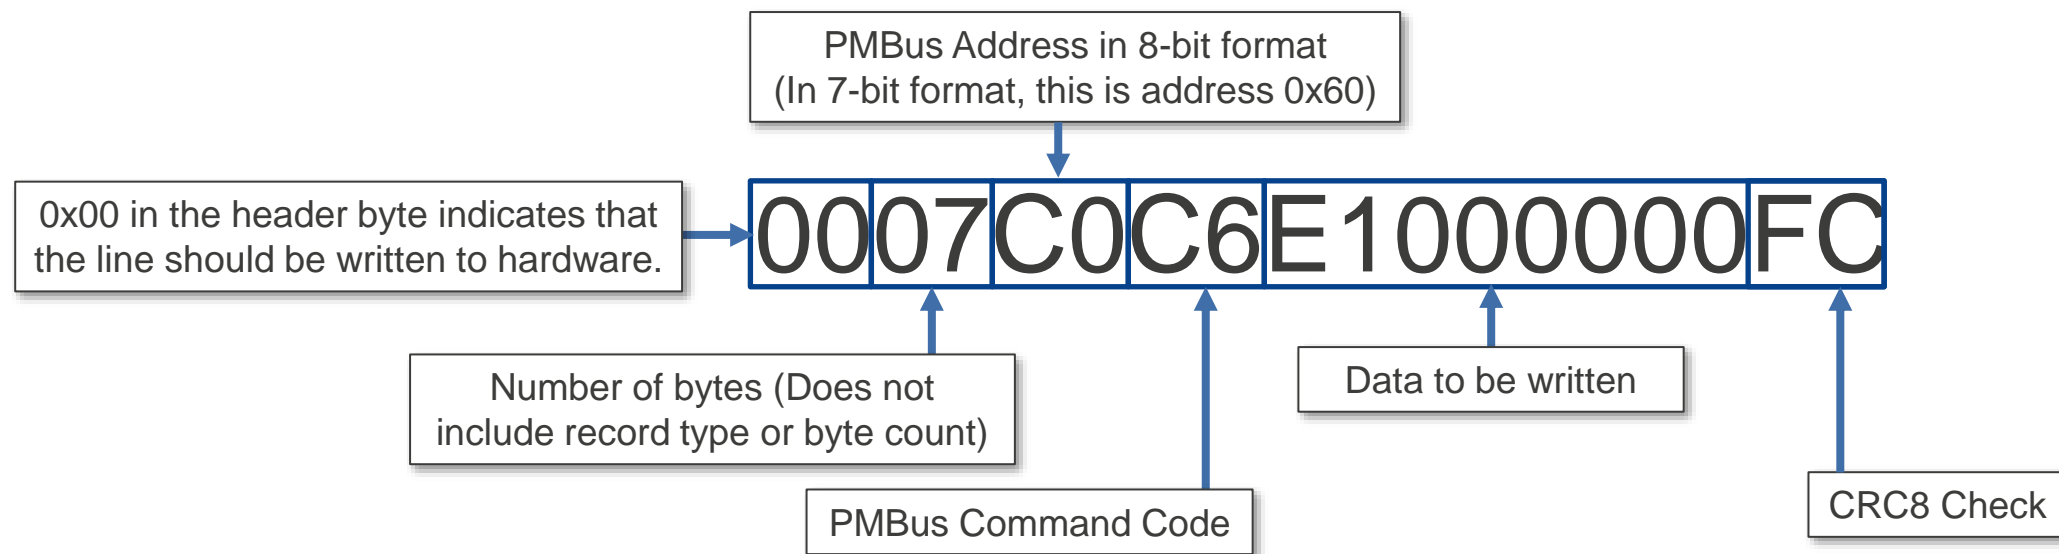 PMBus Address in 8-bit format
(In 7-bit format, this is address 0x60)
0x00 in the header byte indicates that
the line should be written to hardware.
0007C0C6E1000000FC
Number of bytes (Does not
include record type or byte count)
Data to be written
PMBus Command Code
CRC8 Check